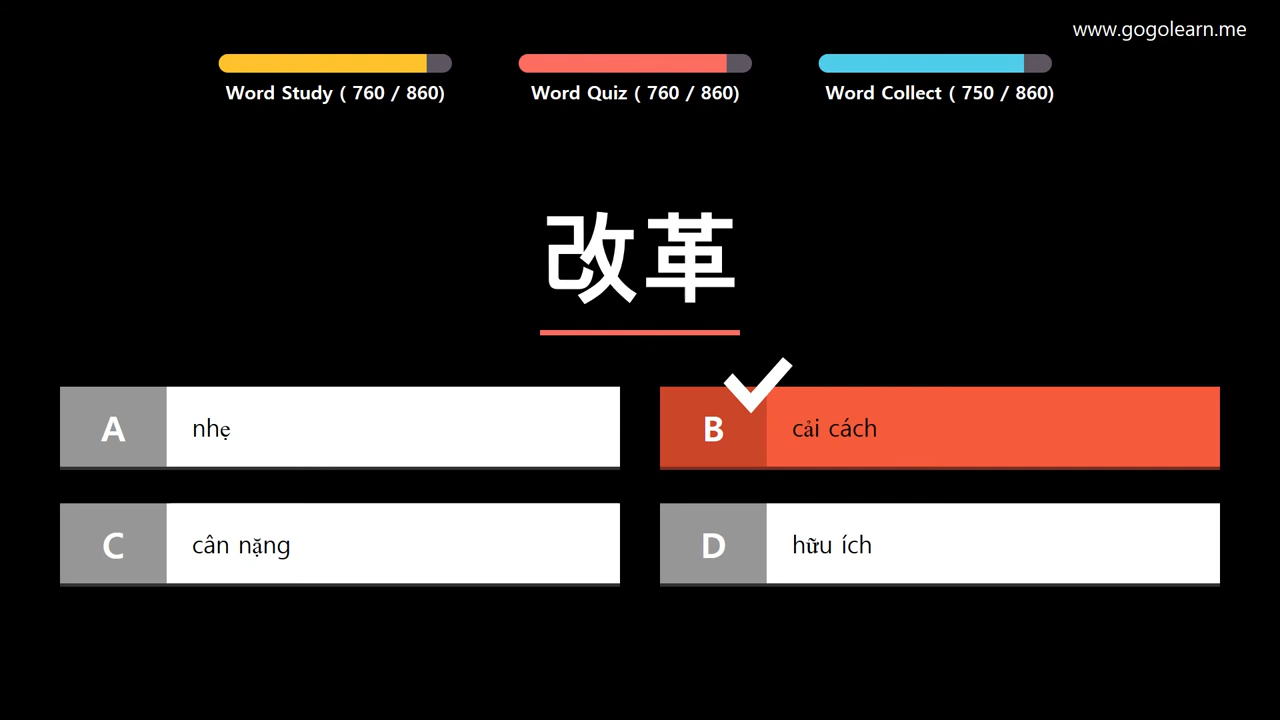 www.gogolearn.me
Word Study ( 760 / 860)
Word Quiz ( 760 / 860)
Word Collect ( 750 / 860)
改革
A nhẹ
B cải cách
C cân nặng
D hữu ích